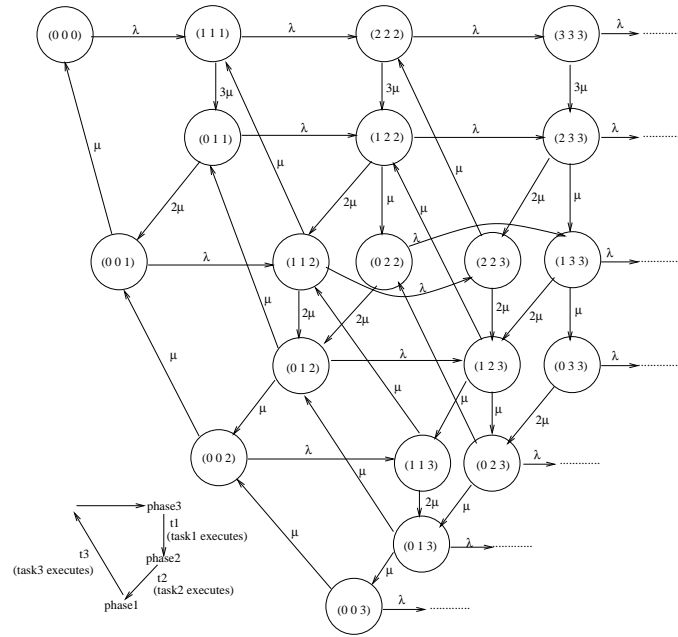 (0 0 0) λ (1 1 1) λ (2 2 2) λ (3 3 3) λ
3μ 3μ 3μ
(0 1 1) λ (1 2 2) λ (2 3 3) λ
μ μ
2μ 2μ μ μ 2μ μ
λ
(0 0 1) λ (1 1 2) (0 2 2) (2 2 3) (1 3 3) λ
λ
μ 2μ 2μ 2μ 2μ μ
(0 1 2) λ (1 2 3) (0 3 3) λ
μ μ μ μ μ 2μ
(0 0 2) λ (1 1 3) (0 2 3) λ
μ 2μ μ
phase3
t1
(task1 executes)
μ
(0 1 3) λ
t3
(task3 executes)
phase2
t2
(task2 executes)
μ
phase1
(0 0 3) λ